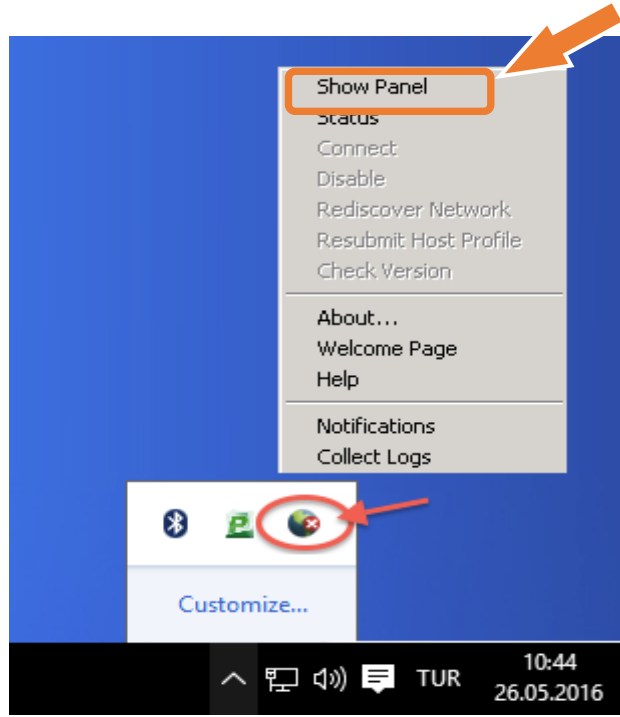 Show Panel
Status
Connect
Disable
Rediscover Network
Resubmit Host Profile
Check Version
About...
Welcome Page
Help
Notifications
Collect Logs
Customize...
TUR
10:44
26.05.2016